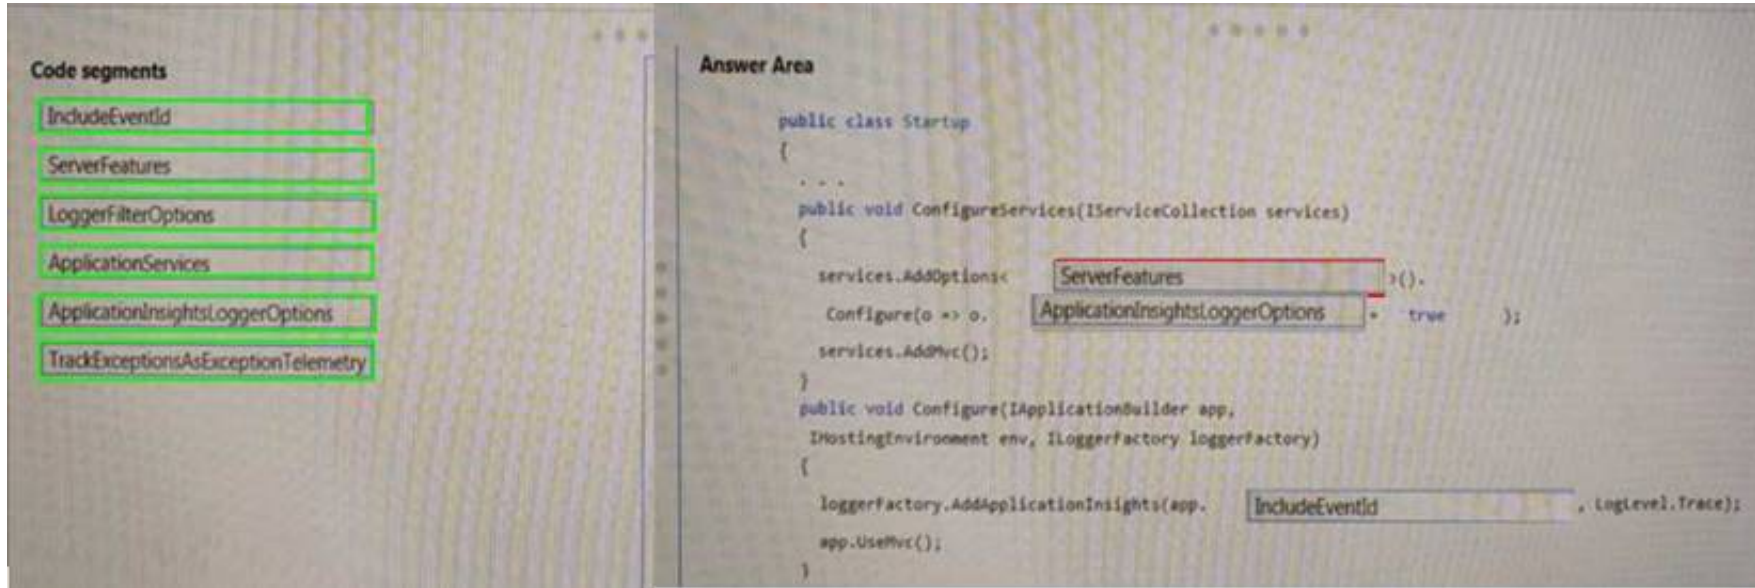 Code segments
IncludeEventId
ServerFeatures
LoggerFilterOptions
ApplicationServices
ApplicationInsightsLoggerOptions
TrackExceptionsAsExceptionTelemetry
Answer Area
public class Startup
{
. . .
public void ConfigureServices(IServiceCollection services)
{
services.AddOptions< ServerFeatures >().
Configure(o => o. ApplicationInsightsLoggerOptions = true );
services.AddMvc();
}
public void Configure(IApplicationBuilder app,
IHostingEnvironment env, ILoggerFactory loggerFactory)
{
loggerFactory.AddApplicationInsights(app. IncludeEventId , LogLevel.Trace);
app.UseMvc();
}